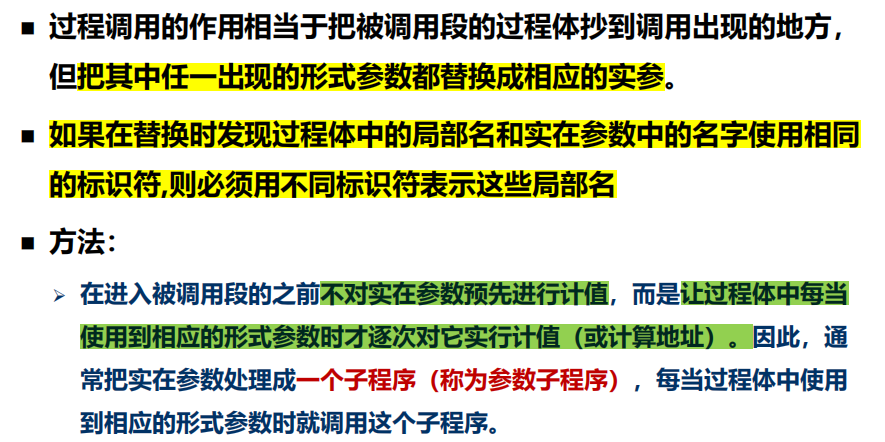 ■ 过程调用的作用相当于把被调用段的过程体抄到调用出现的地方，
但把其中任一出现的形式参数都替换成相应的实参。
■ 如果在替换时发现过程体中的局部名和实在参数中的名字使用相同
的标识符,则必须用不同标识符表示这些局部名
■ 方法：
➢ 在进入被调用段的之前不对实在参数预先进行计值，而是让过程体中每当
使用到相应的形式参数时才逐次对它实行计值（或计算地址）。因此，通
常把实在参数处理成一个子程序（称为参数子程序），每当过程体中使用
到相应的形式参数时就调用这个子程序。